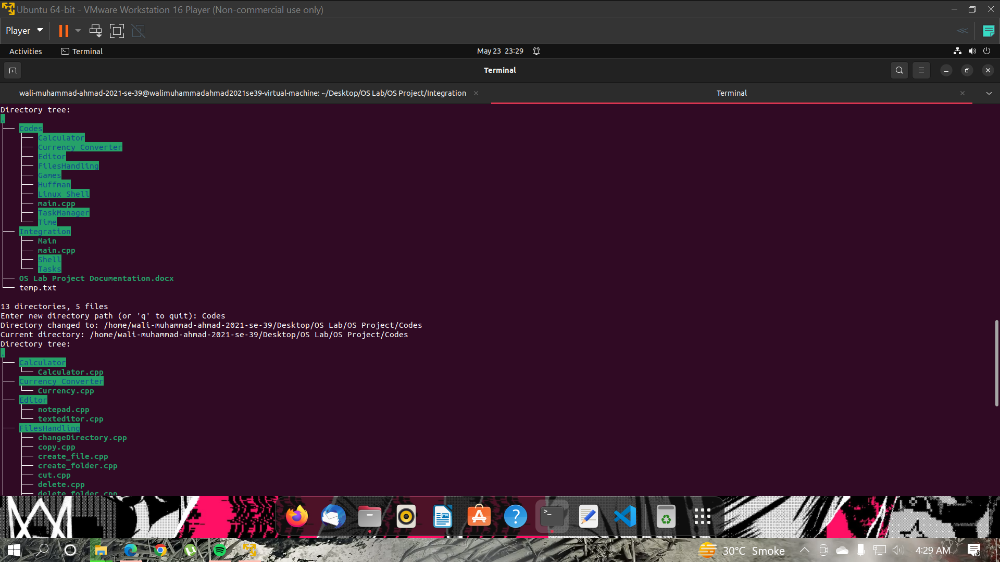 Ubuntu 64-bit - VMware Workstation 16 Player (Non-commercial use only)
Player
Activities
Terminal
May 23 23:29
Terminal
wali-muhammad-ahmad-2021-se-39@walimuhammadahmad2021se39-virtual-machine: ~/Desktop/OS Lab/OS Project/Integration
Terminal
Directory tree:
.
Codes
Calculator
Currency Converter
Editor
FilesHandling
Games
Huffman
Linux Shell
main.cpp
TaskManager
Time
Integration
Main
main.cpp
Shell
Tasks
OS Lab Project Documentation.docx
temp.txt
13 directories, 5 files
Enter new directory path (or 'q' to quit): Codes
Directory changed to: /home/wali-muhammad-ahmad-2021-se-39/Desktop/OS Lab/OS Project/Codes
Current directory: /home/wali-muhammad-ahmad-2021-se-39/Desktop/OS Lab/OS Project/Codes
Directory tree:
.
Calculator
Calculator.cpp
Currency Converter
Currency.cpp
Editor
notepad.cpp
texteditor.cpp
FilesHandling
changeDirectory.cpp
copy.cpp
create_file.cpp
create_folder.cpp
cut.cpp
delete.cpp
delete_folder.cpp
30°C Smoke
4:29 AM